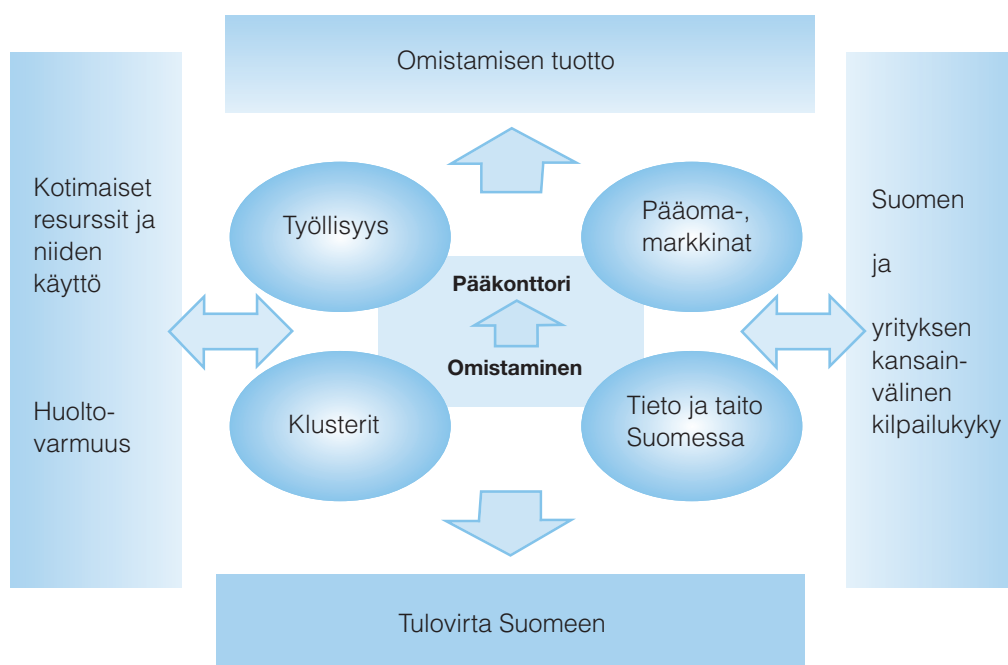 Omistamisen tuotto
Kotimaiset
resurssit ja
niiden
käyttö
Huolto-
varmuus
Työllisyys
Pääoma-,
markkinat
Pääkonttori
Omistaminen
Klusterit
Tieto ja taito
Suomessa
Suomen
ja
yrityksen
kansain-
välinen
kilpailukyky
Tulovirta Suomeen